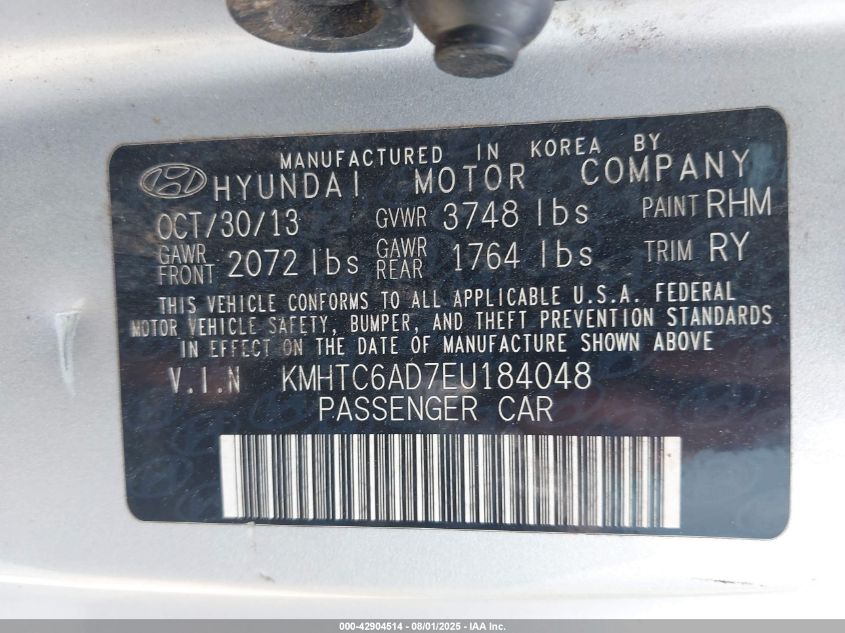 MANUFACTURED IN KOREA BY
HYUNDAI MOTOR COMPANY
OCT/30/13 GVWR 3748 lbs PAINT RHM
GAWR FRONT 2072 lbs GAWR REAR 1764 lbs TRIM RY
THIS VEHICLE CONFORMS TO ALL APPLICABLE U.S.A. FEDERAL
MOTOR VEHICLE SAFETY, BUMPER, AND THEFT PREVENTION STANDARDS
IN EFFECT ON THE DATE OF MANUFACTURE SHOWN ABOVE
V.I.N KMHTC6AD7EU184048
PASSENGER CAR
000-42904514 - 08/01/2025 - IAA Inc.